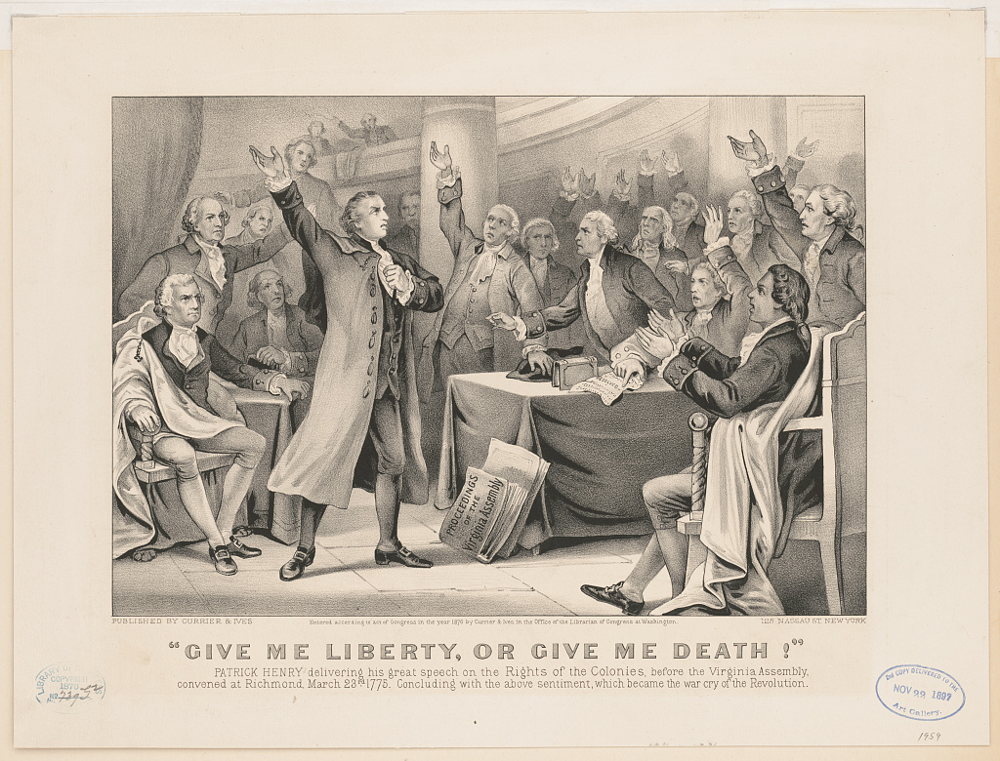 PROCEEDINGS
OF THE
Virginia Assembly
PUBLISHED BY CURRIER & IVES
Entered according to act of Congress in the year 1876 by Currier & Ives, in the Office of the Librarian of Congress at Washington.
125 NASSAU ST. NEW YORK
“GIVE ME LIBERTY, OR GIVE ME DEATH!”
PATRICK HENRY delivering his great speech on the Rights of the Colonies, before the Virginia Assembly,
convened at Richmond, March 23rd 1775. Concluding with the above sentiment, which became the war cry of the Revolution.
LIBRARY OF
COPYRIGHT
1876
No.
2nd COPY DELIVERED TO THE
NOV 22 1897
Art Gallery.
1959